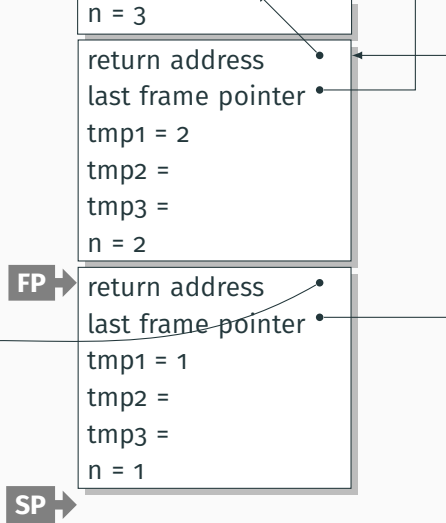 n = 3
return address
last frame pointer
tmp1 = 2
tmp2 =
tmp3 =
n = 2
FP
return address
last frame pointer
tmp1 = 1
tmp2 =
tmp3 =
n = 1
SP